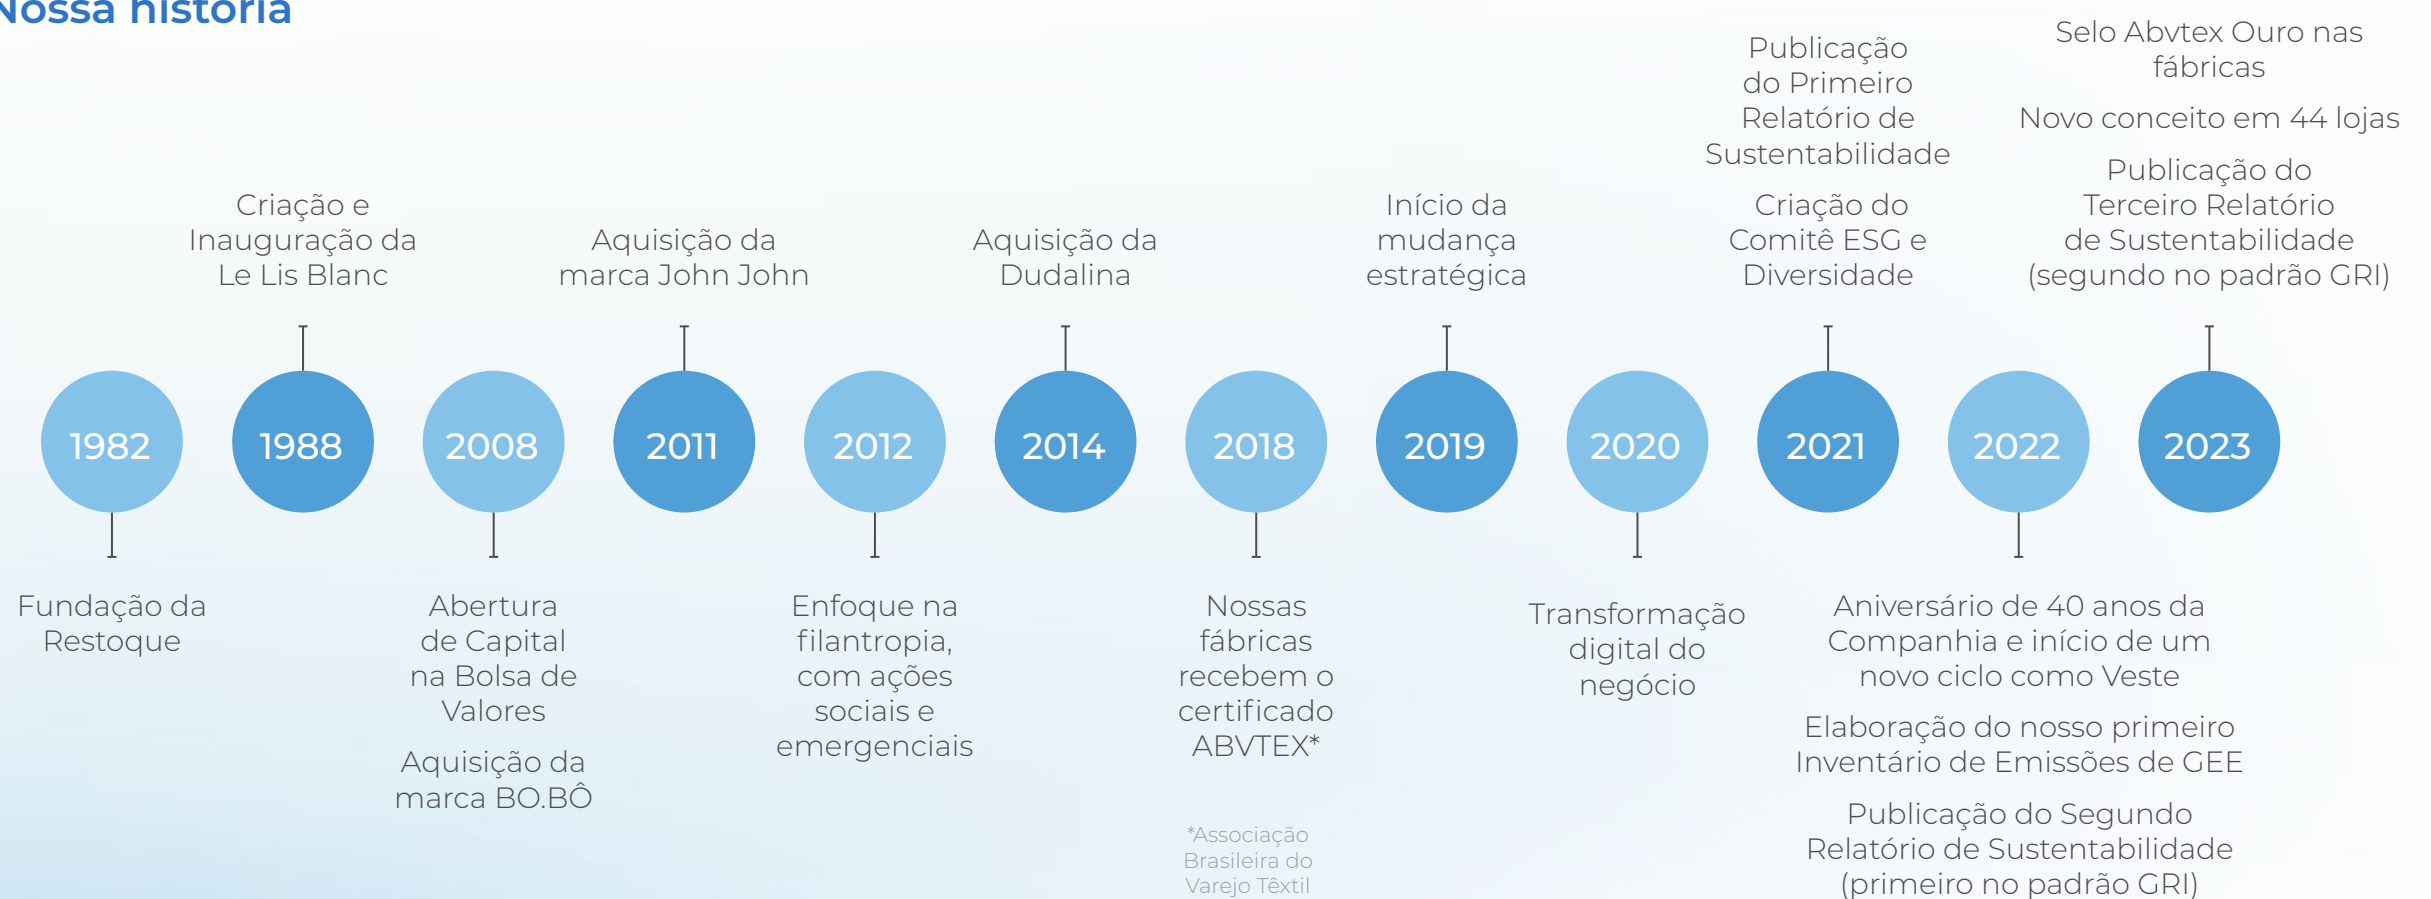 Nossa história
1982
Fundação da
Restoque
Criação e
Inauguração da
Le Lis Blanc
1988
2008
Abertura
de Capital
na Bolsa de
Valores
Aquisição da
marca BO.BÔ
Aquisição da
marca John John
2011
2012
Enfoque na
filantropia,
com ações
sociais e
emergenciais
Aquisição da
Dudalina
2014
2018
Nossas
fábricas
recebem o
certificado
ABVTEX*
*Associação
Brasileira do
Varejo Têxtil
Início da
mudança
estratégica
2019
2020
Transformação
digital do
negócio
Publicação
do Primeiro
Relatório de
Sustentabilidade
Criação do
Comitê ESG e
Diversidade
2021
2022
Aniversário de 40 anos da
Companhia e início de um
novo ciclo como Veste
Elaboração do nosso primeiro
Inventário de Emissões de GEE
Publicação do Segundo
Relatório de Sustentabilidade
(primeiro no padrão GRI)
Selo Abvtex Ouro nas
fábricas
Novo conceito em 44 lojas
Publicação do
Terceiro Relatório
de Sustentabilidade
(segundo no padrão GRI)
2023